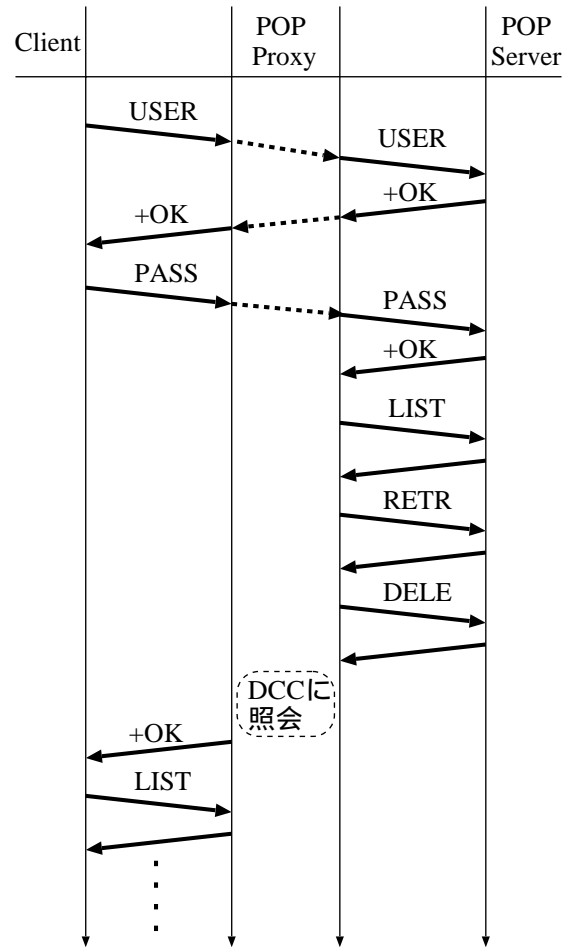 Client
POP
Proxy
POP
Server
USER
USER
+OK
+OK
PASS
PASS
+OK
LIST
RETR
DELE
DCCに
照会
+OK
LIST